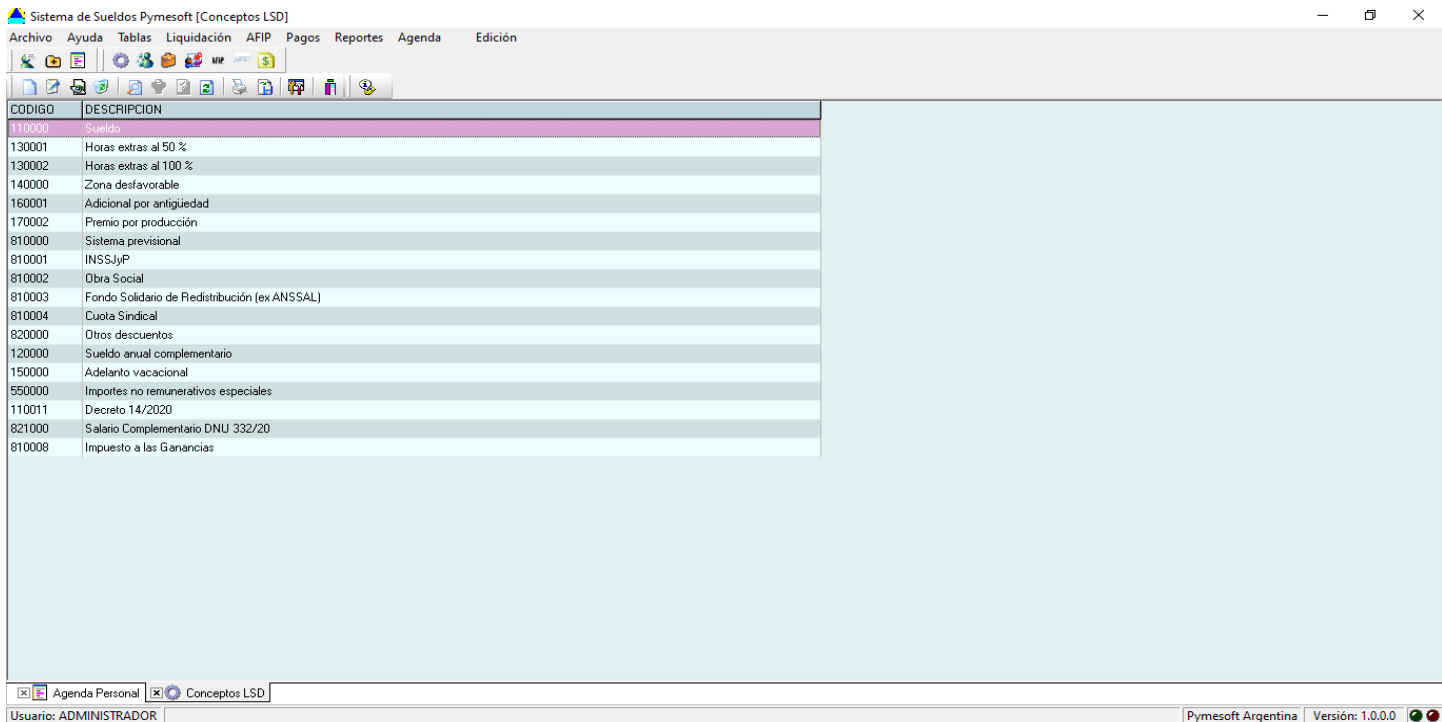 Sistema de Sueldos Pymesoft [Conceptos LSD]
Archivo Ayuda Tablas Liquidación AFIP Pagos Reportes Agenda Edición
CODIGO DESCRIPCION
110000 Sueldo
130001 Horas extras al 50 %
130002 Horas extras al 100 %
140000 Zona desfavorable
160001 Adicional por antigüedad
170002 Premio por producción
810000 Sistema previsional
810001 INSSJyP
810002 Obra Social
810003 Fondo Solidario de Redistribución (ex ANSSAL)
810004 Cuota Sindical
820000 Otros descuentos
120000 Sueldo anual complementario
150000 Adelanto vacacional
550000 Importes no remunerativos especiales
110011 Decreto 14/2020
821000 Salario Complementario DNU 332/20
810008 Impuesto a las Ganancias
Agenda Personal Conceptos LSD
Usuario: ADMINISTRADOR Pymesoft Argentina Versión: 1.0.0.0